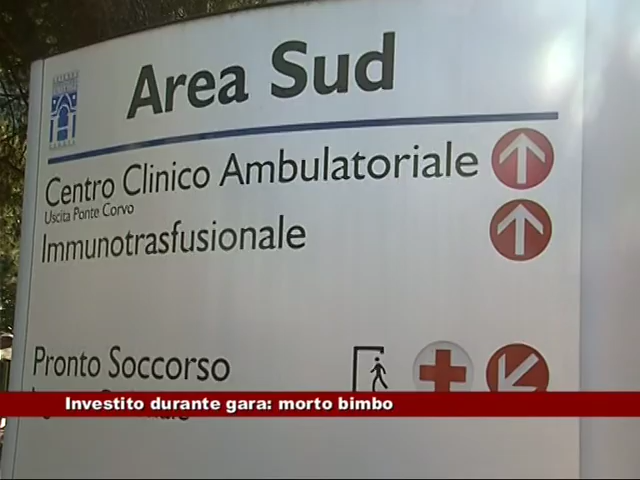 Area Sud
Centro Clinico Ambulatoriale
Uscita Ponte Corvo
Immunotrasfusionale
Pronto Soccorso
Investito durante gara: morto bimbo